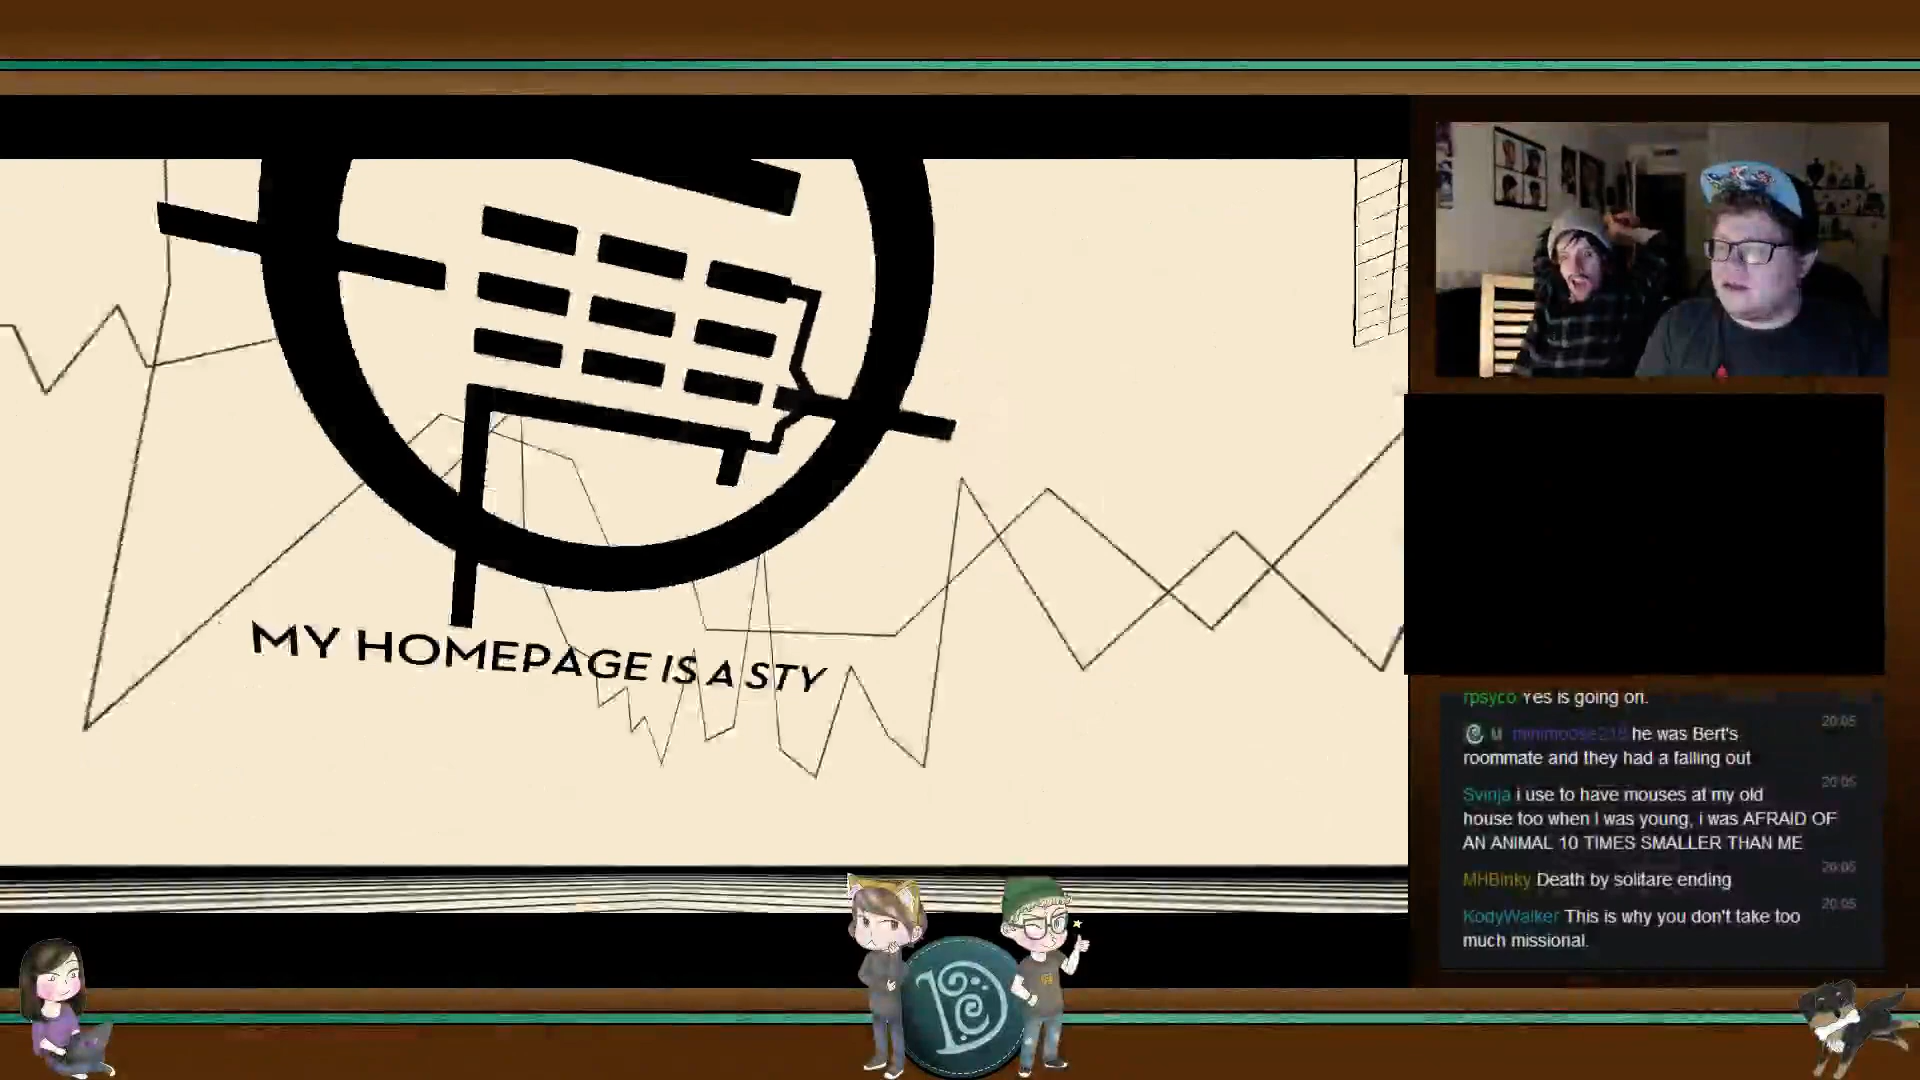 MY HOMEPAGE IS A STY
rpsyco Yes is going on.
20:05
minimoose218 he was Bert's
roommate and they had a falling out
20:05
Svinja i use to have mouses at my old
house too when I was young, i was AFRAID OF
AN ANIMAL 10 TIMES SMALLER THAN ME
20:05
MHBinky Death by solitare ending
20:05
KodyWalker This is why you don't take too
much missional.